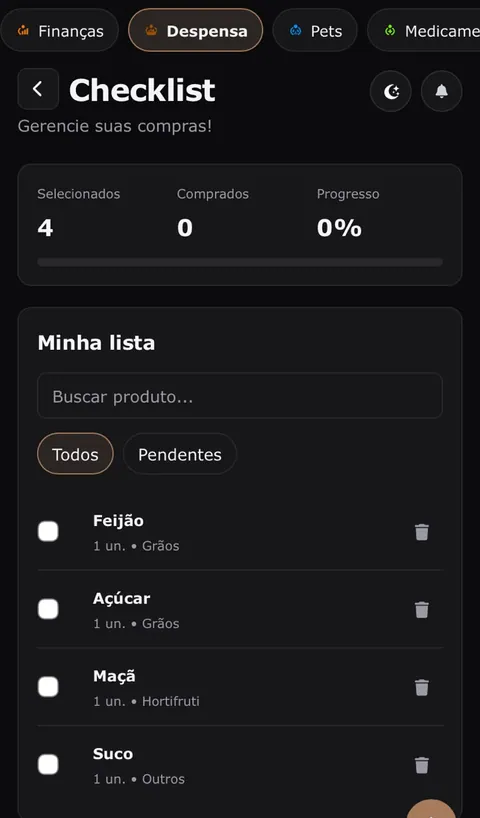 Finanças Despensa Pets Medicame
Checklist
Gerencie suas compras!
Selecionados Comprados Progresso
4 0 0%
Minha lista
Buscar produto...
Todos Pendentes
Feijão
1 un. • Grãos
Açúcar
1 un. • Grãos
Maçã
1 un. • Hortifruti
Suco
1 un. • Outros